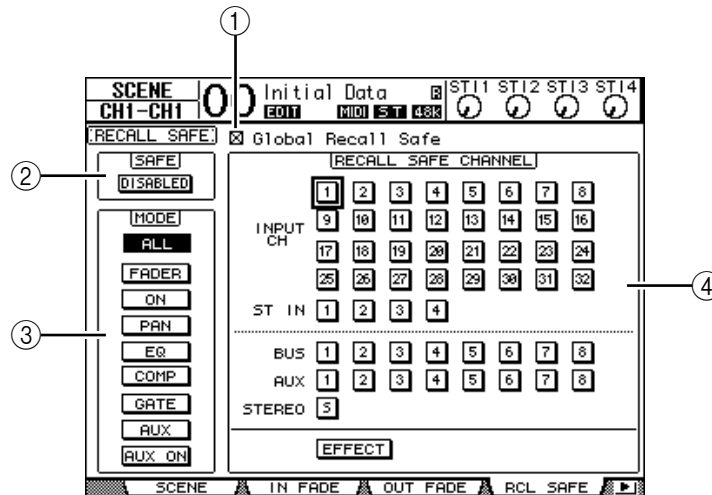 ①
SCENE
CH1-CH1
00 Initial Data R
EDIT MIDI ST 48K
STI1 STI2 STI3 STI4
RECALL SAFE
Global Recall Safe
②
SAFE
DISABLED
③
MODE
ALL
FADER
ON
PAN
EQ
COMP
GATE
AUX
AUX ON
④
RECALL SAFE CHANNEL
INPUT CH
1 2 3 4 5 6 7 8
9 10 11 12 13 14 15 16
17 18 19 20 21 22 23 24
25 26 27 28 29 30 31 32
ST IN 1 2 3 4
BUS 1 2 3 4 5 6 7 8
AUX 1 2 3 4 5 6 7 8
STEREO S
EFFECT
SCENE IN FADE OUT FADE RCL SAFE